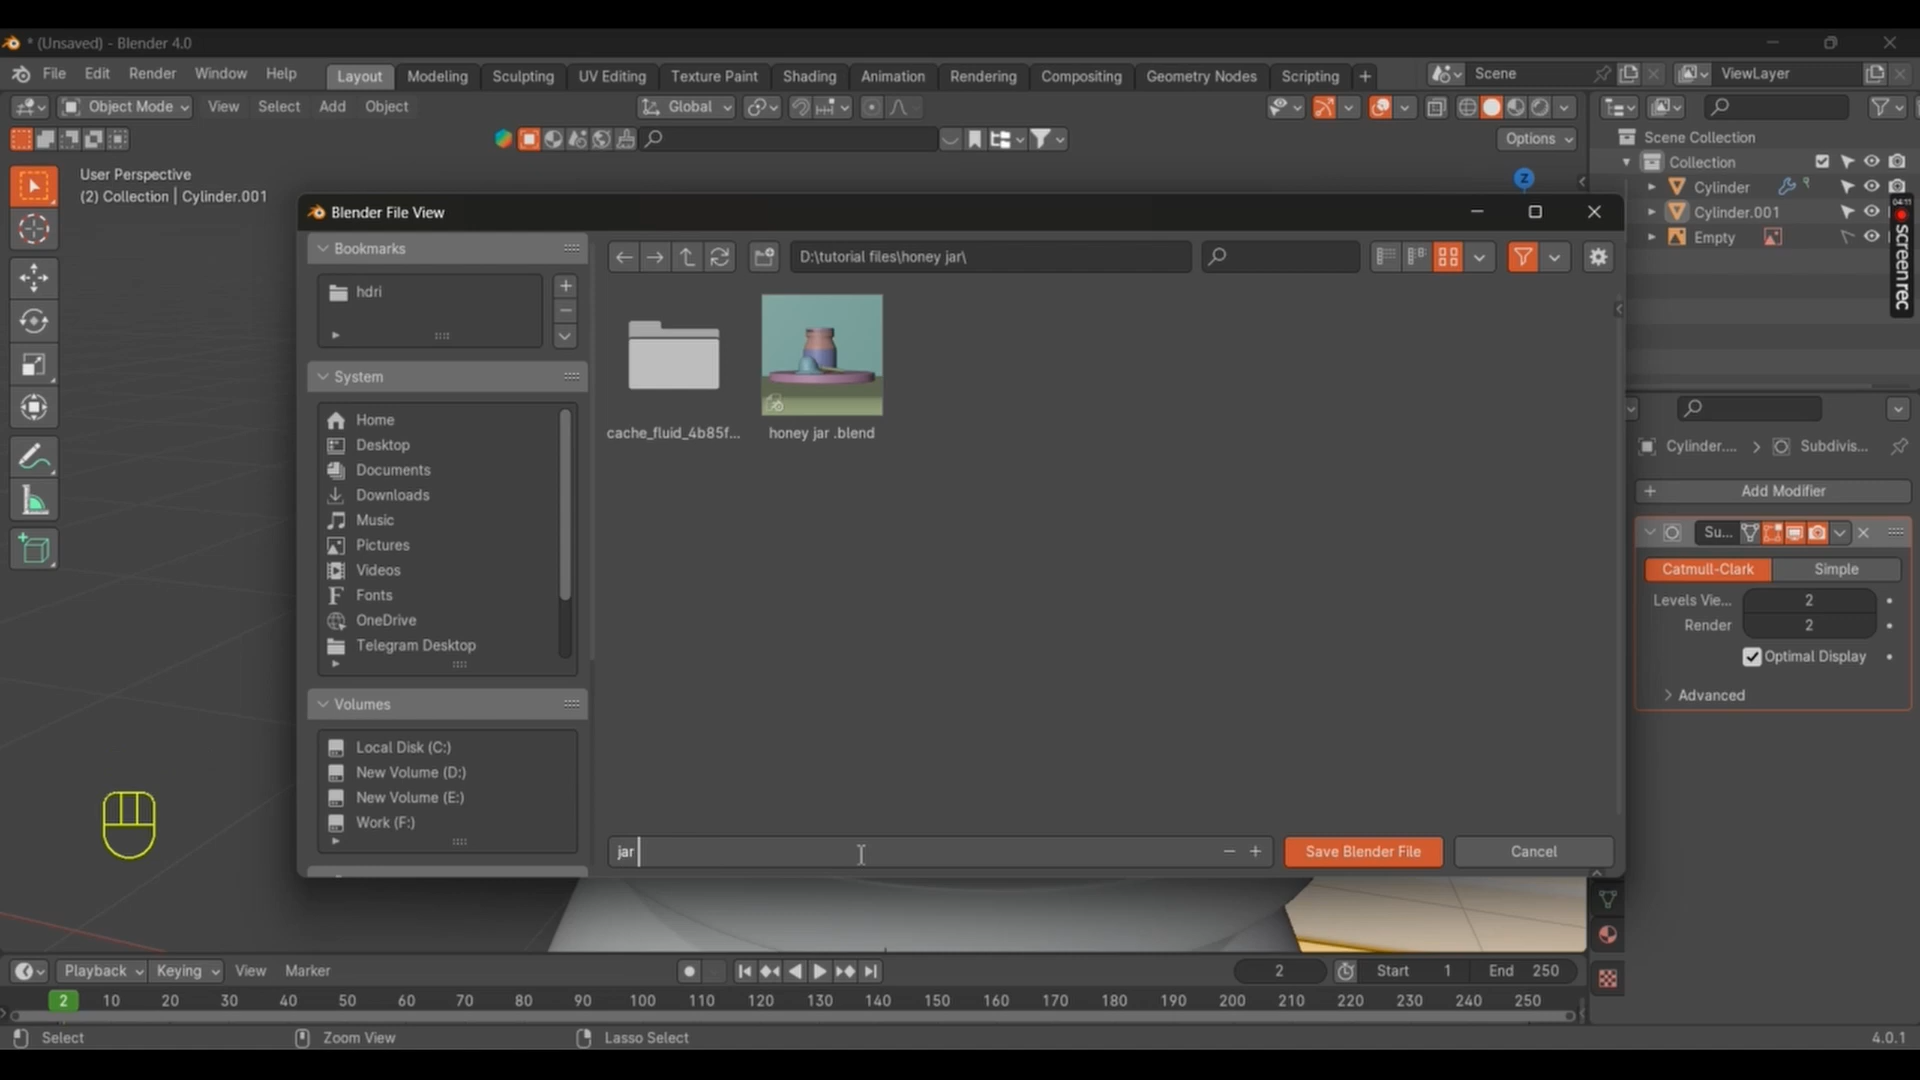 * (Unsaved) - Blender 4.0
File Edit Render Window Help Layout Modeling Sculpting UV Editing Texture Paint Shading Animation Rendering Compositing Geometry Nodes Scripting + Scene ViewLayer
Object Mode View Select Add Object Global
Options
User Perspective
(2) Collection | Cylinder.001
Z
Scene Collection
Collection
Cylinder
Cylinder.001
Empty
04:11
screenrec
Blender File View
Bookmarks
hdri
D:\tutorial files\honey jar\
System
Home
Desktop
Documents
Downloads
Music
Pictures
Videos
Fonts
OneDrive
Telegram Desktop
Volumes
Local Disk (C:)
New Volume (D:)
New Volume (E:)
Work (F:)
cache_fluid_4b85f...
honey jar .blend
jar
Save Blender File
Cancel
Cylinder.... > Subdivis...
Add Modifier
Su...
Catmull-Clark Simple
Levels Vie... 2
Render 2
Optimal Display
Advanced
Playback Keying View Marker 2 Start 1 End 250
2 10 20 30 40 50 60 70 80 90 100 110 120 130 140 150 160 170 180 190 200 210 220 230 240 250
Select Zoom View Lasso Select 4.0.1